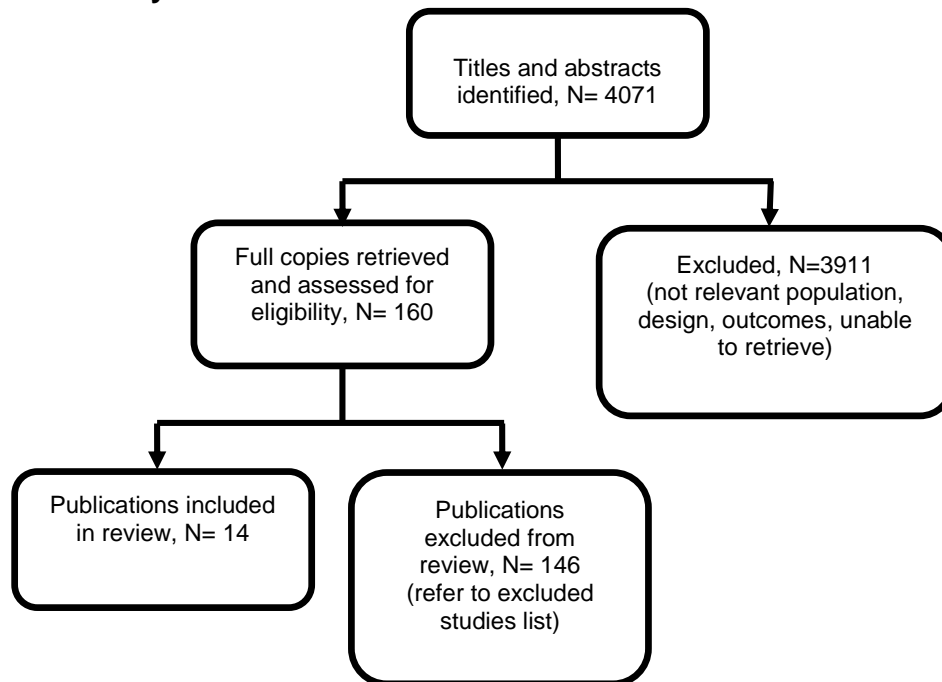 Titles and abstracts
identified, N= 4071
Full copies retrieved
and assessed for
eligibility, N= 160
Excluded, N=3911
(not relevant population,
design, outcomes, unable
to retrieve)
Publications included
in review, N= 14
Publications
excluded from
review, N= 146
(refer to excluded
studies list)